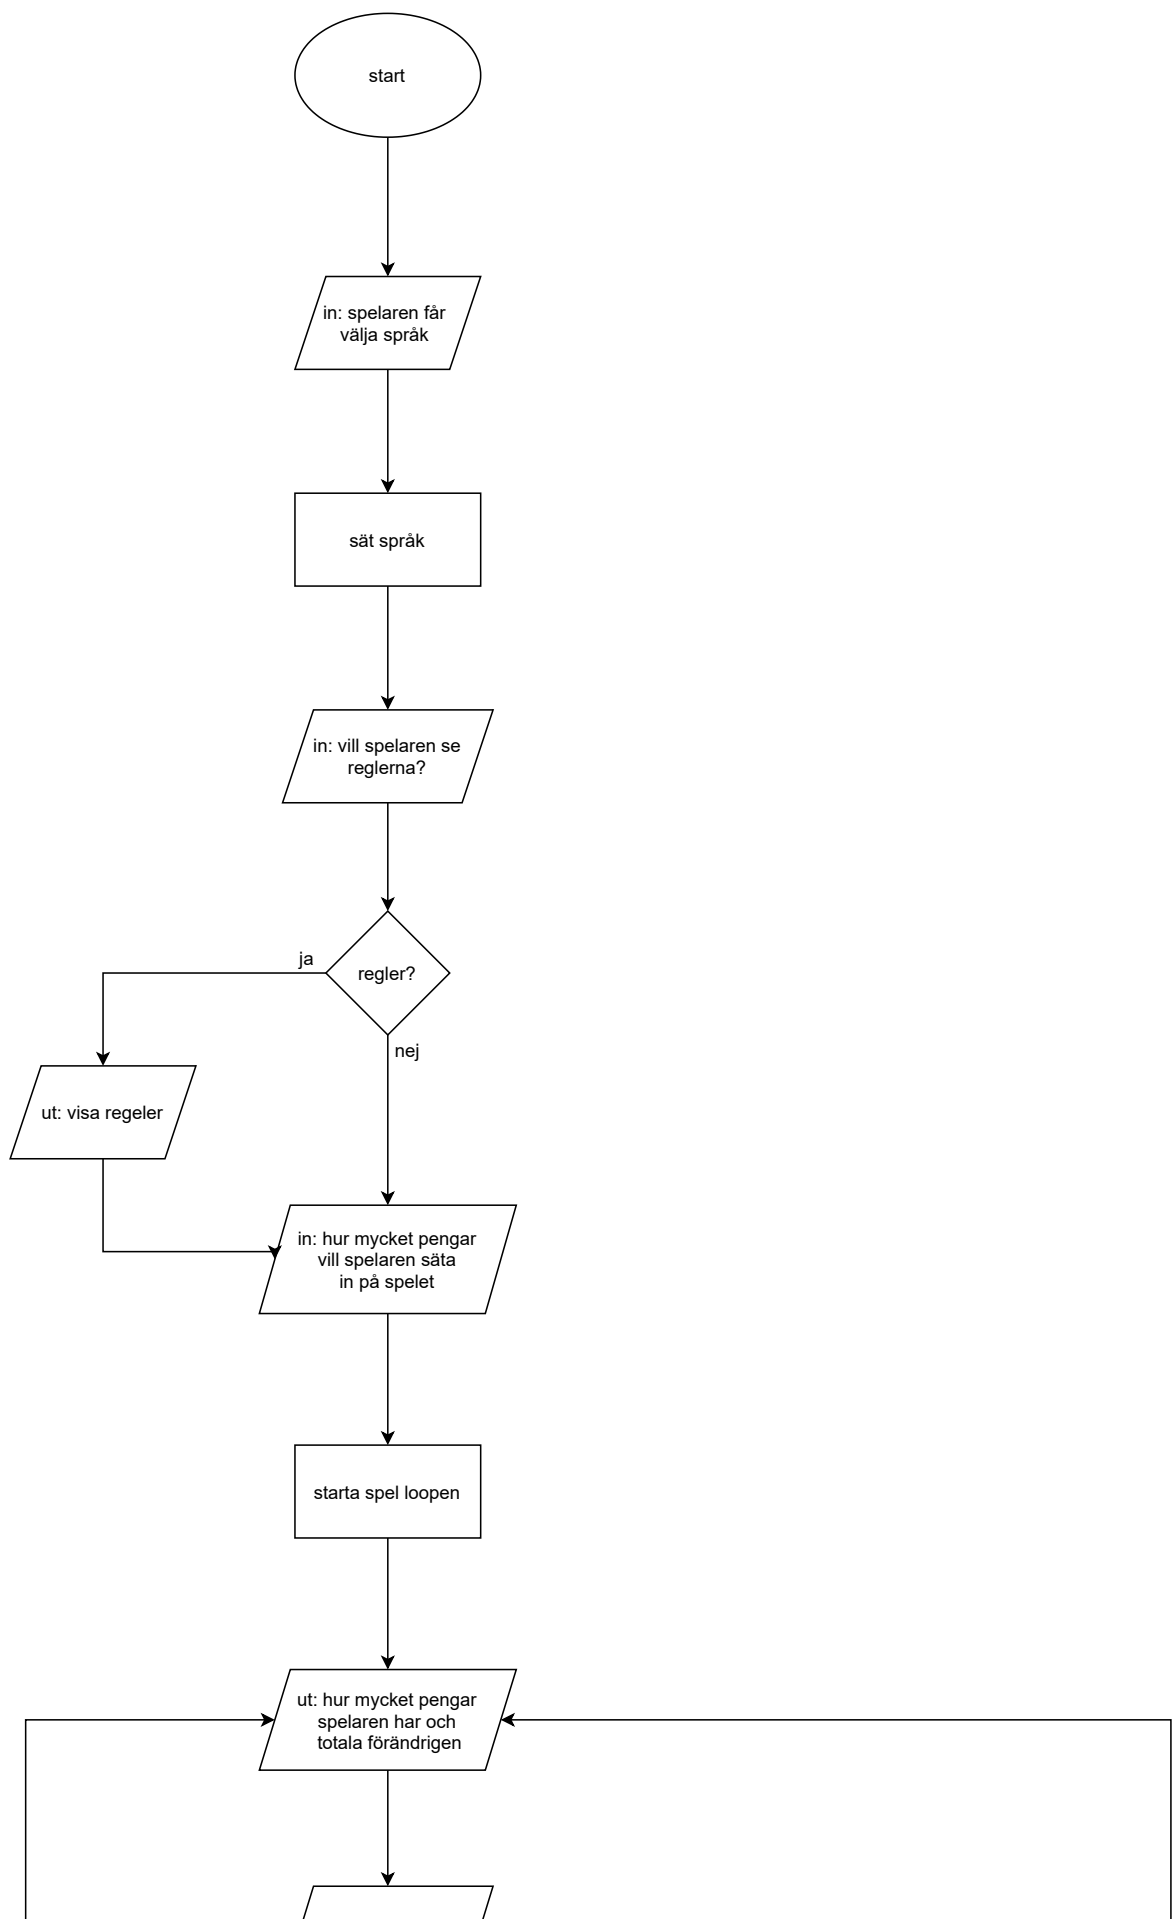 start
in: spelaren får
välja språk
sät språk
in: vill spelaren se
reglerna?
ja
regler?
nej
ut: visa regeler
in: hur mycket pengar
vill spelaren säta
in på spelet
starta spel loopen
ut: hur mycket pengar
spelaren har och
totala förändrigen